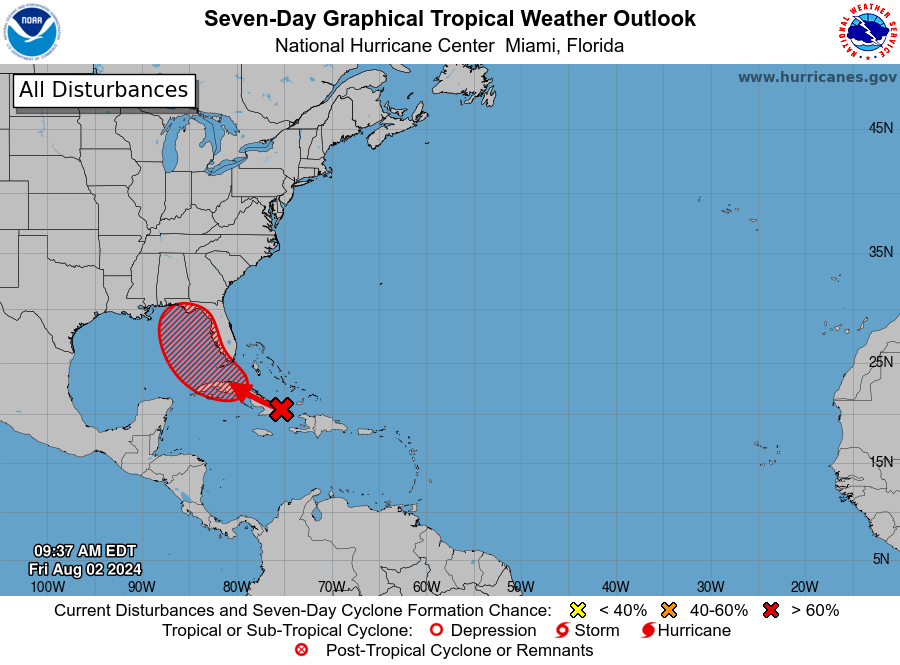 Seven-Day Graphical Tropical Weather Outlook
National Hurricane Center  Miami, Florida
NOAA
NATIONAL WEATHER SERVICE
All Disturbances
www.hurricanes.gov
45N
35N
25N
15N
5N
09:37 AM EDT
Fri Aug 02 2024
100W 90W 80W 70W 60W 50W 40W 30W 20W
Current Disturbances and Seven-Day Cyclone Formation Chance: < 40% 40-60% > 60%
Tropical or Sub-Tropical Cyclone: Depression Storm Hurricane
Post-Tropical Cyclone or Remnants